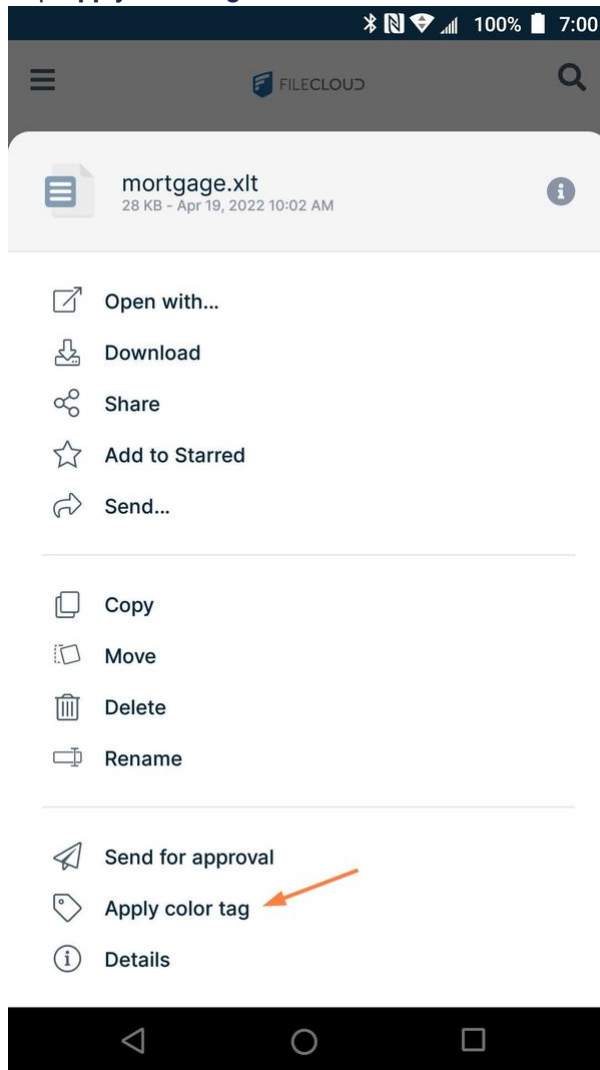 100% 7:00
FILECLOUD
mortgage.xlt
28 KB - Apr 19, 2022 10:02 AM
Open with...
Download
Share
Add to Starred
Send...
Copy
Move
Delete
Rename
Send for approval
Apply color tag
Details